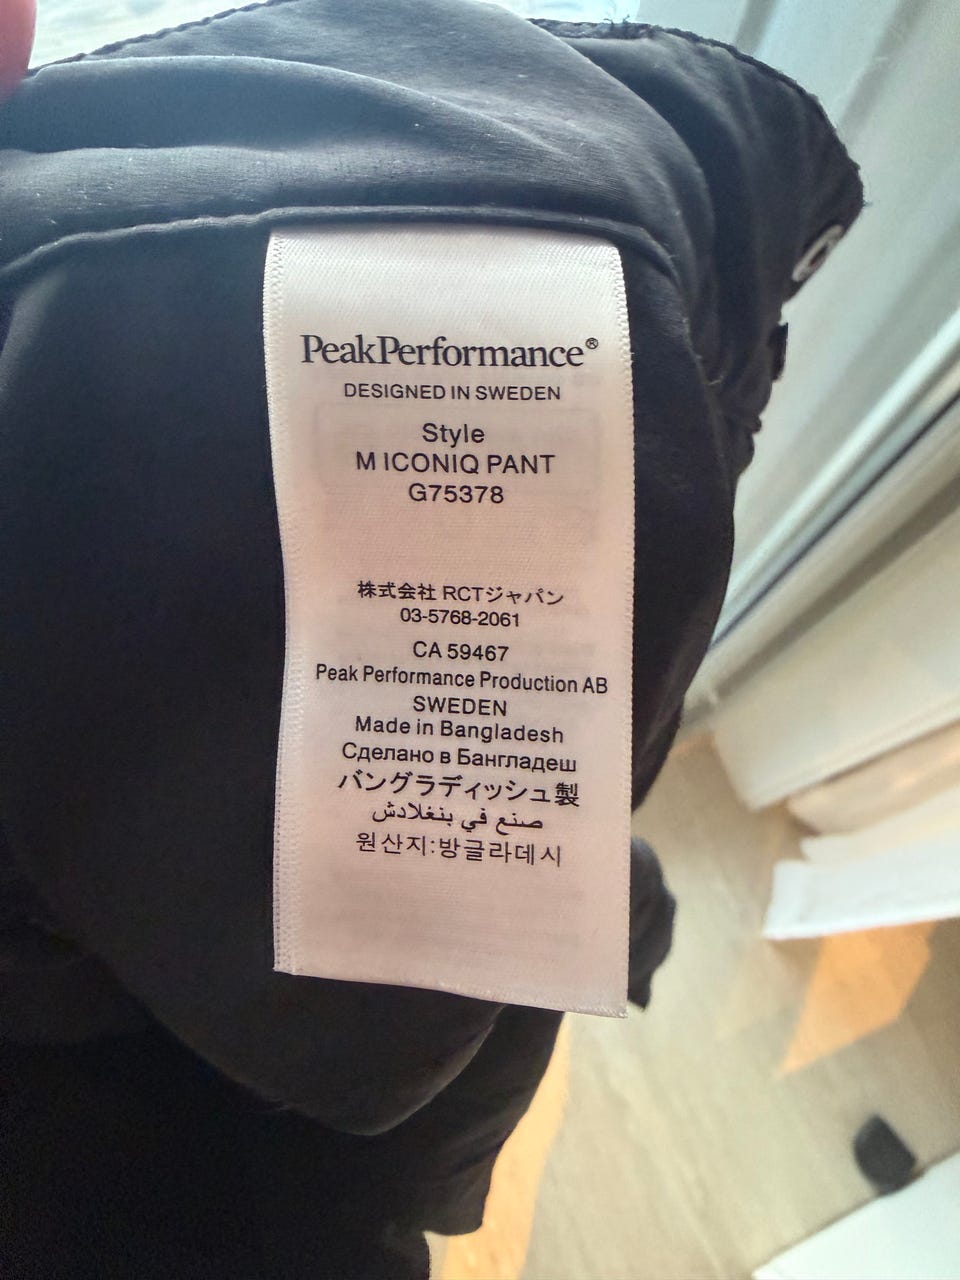 PeakPerformance®
DESIGNED IN SWEDEN
Style
M ICONIQ PANT
G75378
株式会社 RCTジャパン
03-5768-2061
CA 59467
Peak Performance Production AB
SWEDEN
Made in Bangladesh
Сделано в Бангладеш
バングラディッシュ製
صنع في بنغلادش
원산지:방글라데시